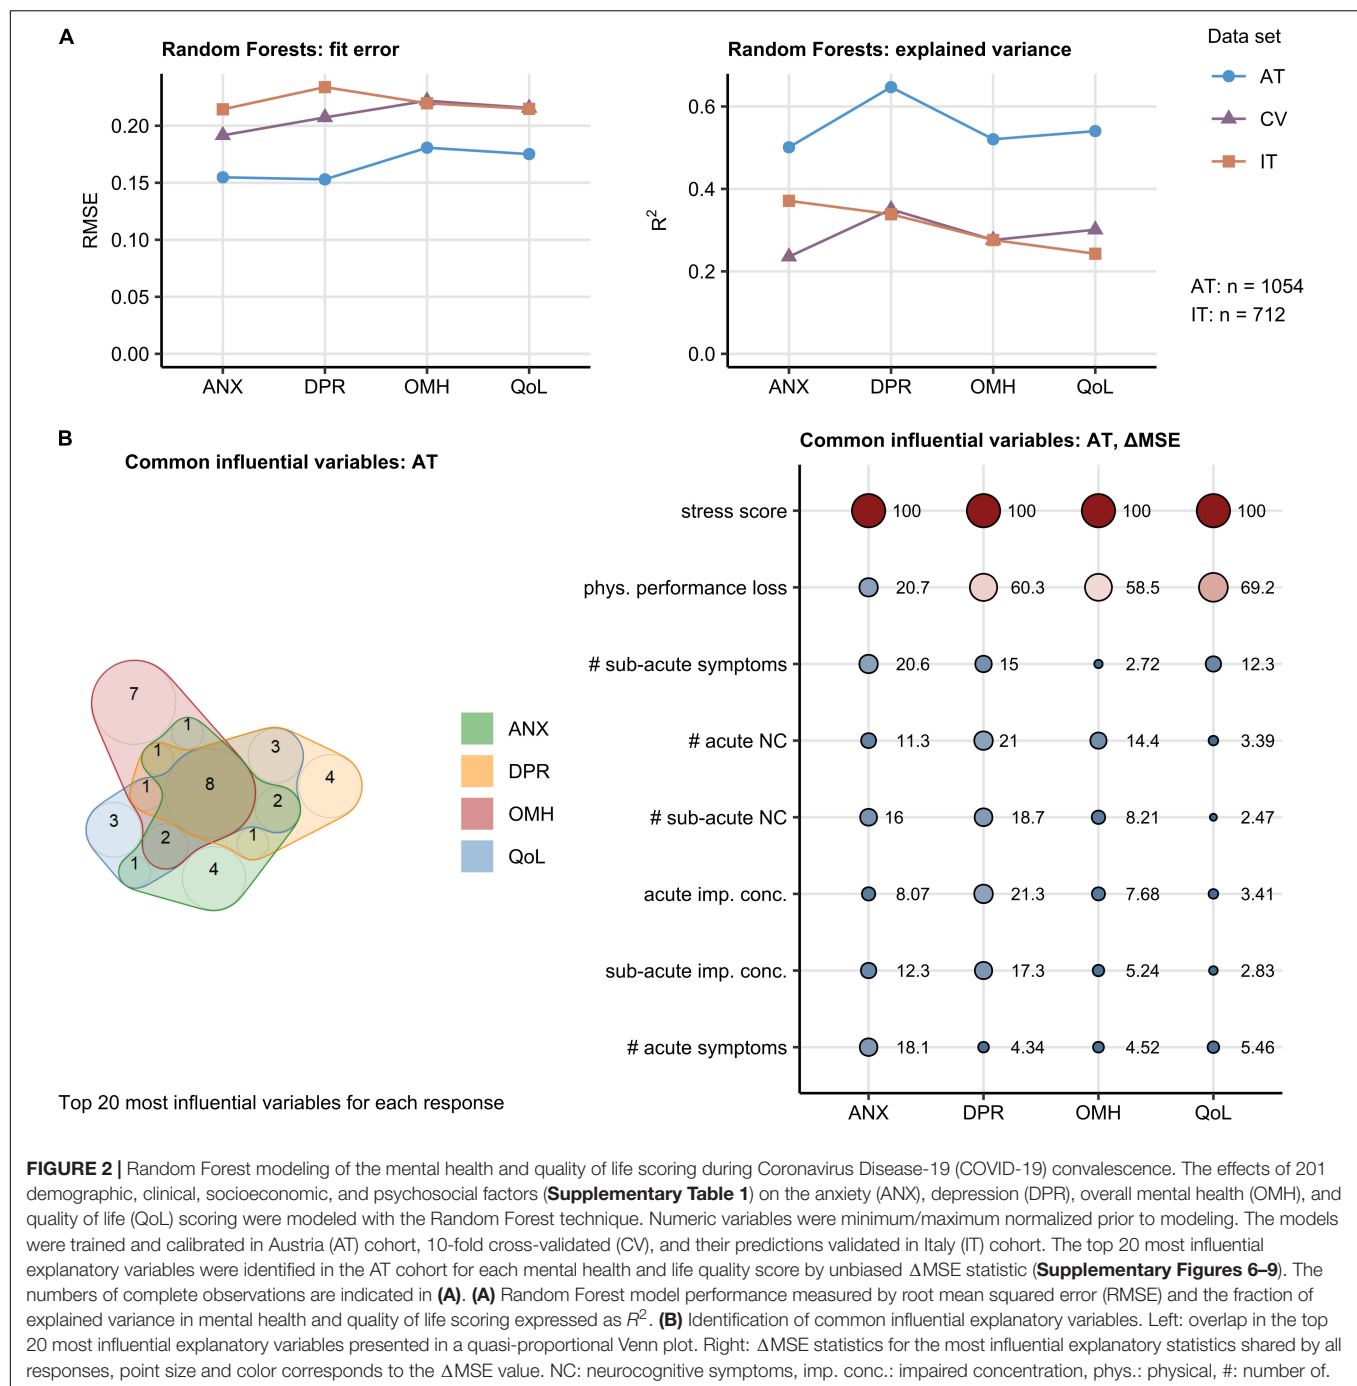 A
Random Forests: fit error
RMSE
0.20
0.15
0.10
0.05
0.00
ANX DPR OMH QoL
Random Forests: explained variance
R²
0.6
0.4
0.2
0.0
ANX DPR OMH QoL
Data set
AT
CV
IT
AT: n = 1054
IT: n = 712
B
Common influential variables: AT
7
1
1
3
8
4
1
2
3
2
1
1
4
ANX
DPR
OMH
QoL
Top 20 most influential variables for each response
Common influential variables: AT, ΔMSE
stress score 100 100 100 100
phys. performance loss 20.7 60.3 58.5 69.2
# sub-acute symptoms 20.6 15 2.72 12.3
# acute NC 11.3 21 14.4 3.39
# sub-acute NC 16 18.7 8.21 2.47
acute imp. conc. 8.07 21.3 7.68 3.41
sub-acute imp. conc. 12.3 17.3 5.24 2.83
# acute symptoms 18.1 4.34 4.52 5.46
ANX DPR OMH QoL
FIGURE 2 | Random Forest modeling of the mental health and quality of life scoring during Coronavirus Disease-19 (COVID-19) convalescence. The effects of 201
demographic, clinical, socioeconomic, and psychosocial factors (Supplementary Table 1) on the anxiety (ANX), depression (DPR), overall mental health (OMH), and
quality of life (QoL) scoring were modeled with the Random Forest technique. Numeric variables were minimum/maximum normalized prior to modeling. The models
were trained and calibrated in Austria (AT) cohort, 10-fold cross-validated (CV), and their predictions validated in Italy (IT) cohort. The top 20 most influential
explanatory variables were identified in the AT cohort for each mental health and life quality score by unbiased ΔMSE statistic (Supplementary Figures 6–9). The
numbers of complete observations are indicated in (A). (A) Random Forest model performance measured by root mean squared error (RMSE) and the fraction of
explained variance in mental health and quality of life scoring expressed as R². (B) Identification of common influential explanatory variables. Left: overlap in the top
20 most influential explanatory variables presented in a quasi-proportional Venn plot. Right: ΔMSE statistics for the most influential explanatory statistics shared by all
responses, point size and color corresponds to the ΔMSE value. NC: neurocognitive symptoms, imp. conc.: impaired concentration, phys.: physical, #: number of.